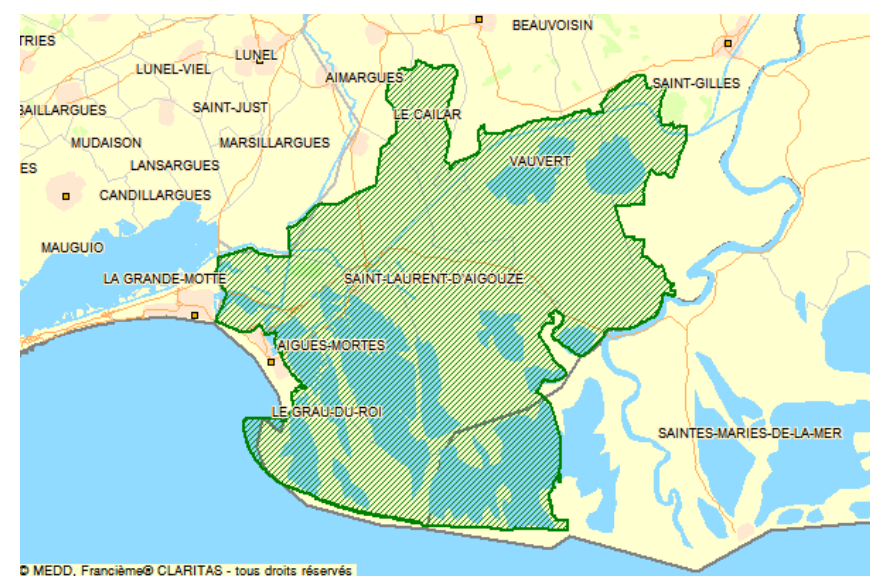 BEAUVOISIN
TRIES
LUNEL
LUNEL-VIEL
AIMARGUES
SAINT-GILLES
BAILLARGUES
SAINT-JUST
LE CAILAR
MUDAISON
MARSILLARGUES
VAUVERT
ES
LANSARGUES
CANDILLARGUES
MAUGUIO
LA GRANDE-MOTTE
SAINT-LAURENT-D'AIGOUZE
AIGUES-MORTES
LE GRAU-DU-ROI
SAINTES-MARIES-DE-LA-MER
© MEDD, Francième® CLARITAS - tous droits réservés